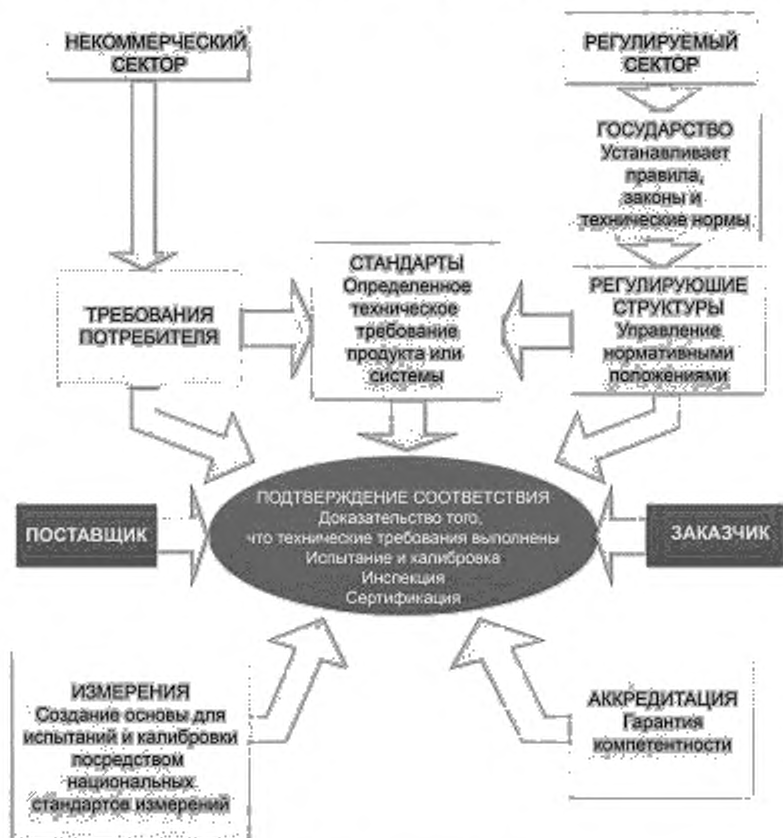 НЕКОММЕРЧЕСКИЙ
СЕКТОР
РЕГУЛИРУЕМЫЙ
СЕКТОР
ГОСУДАРСТВО
Устанавливает
правила,
законы и
технические нормы
ТРЕБОВАНИЯ
ПОТРЕБИТЕЛЯ
СТАНДАРТЫ
Определенное
техническое
требование
продукта или
системы
РЕГУЛИРУЮШИЕ
СТРУКТУРЫ
Управление
нормативными
положениями
ПОДТВЕРЖДЕНИЕ СООТВЕТСТВИЯ
Доказательство того,
что технические требования выполнены
Испытание и калибровка
Инспекция
Сертификация
ПОСТАВЩИК
ЗАКАЗЧИК
ИЗМЕРЕНИЯ
Создание основы для
испытаний и калибровки
посредством
национальных
стандартов измерений
АККРЕДИТАЦИЯ
Гарантия
компетентности